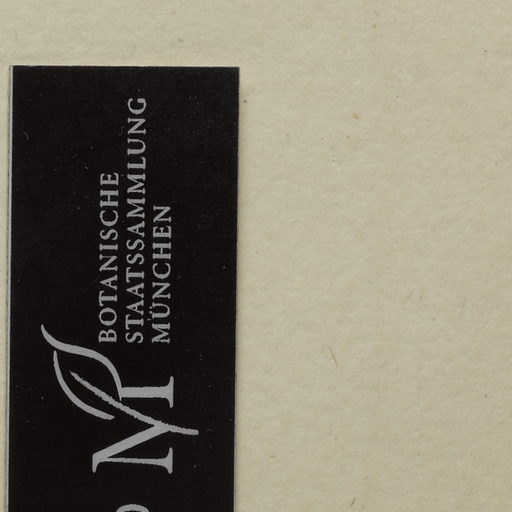 BOTANISCHE
STAATSSAMMLUNG
MÜNCHEN
M